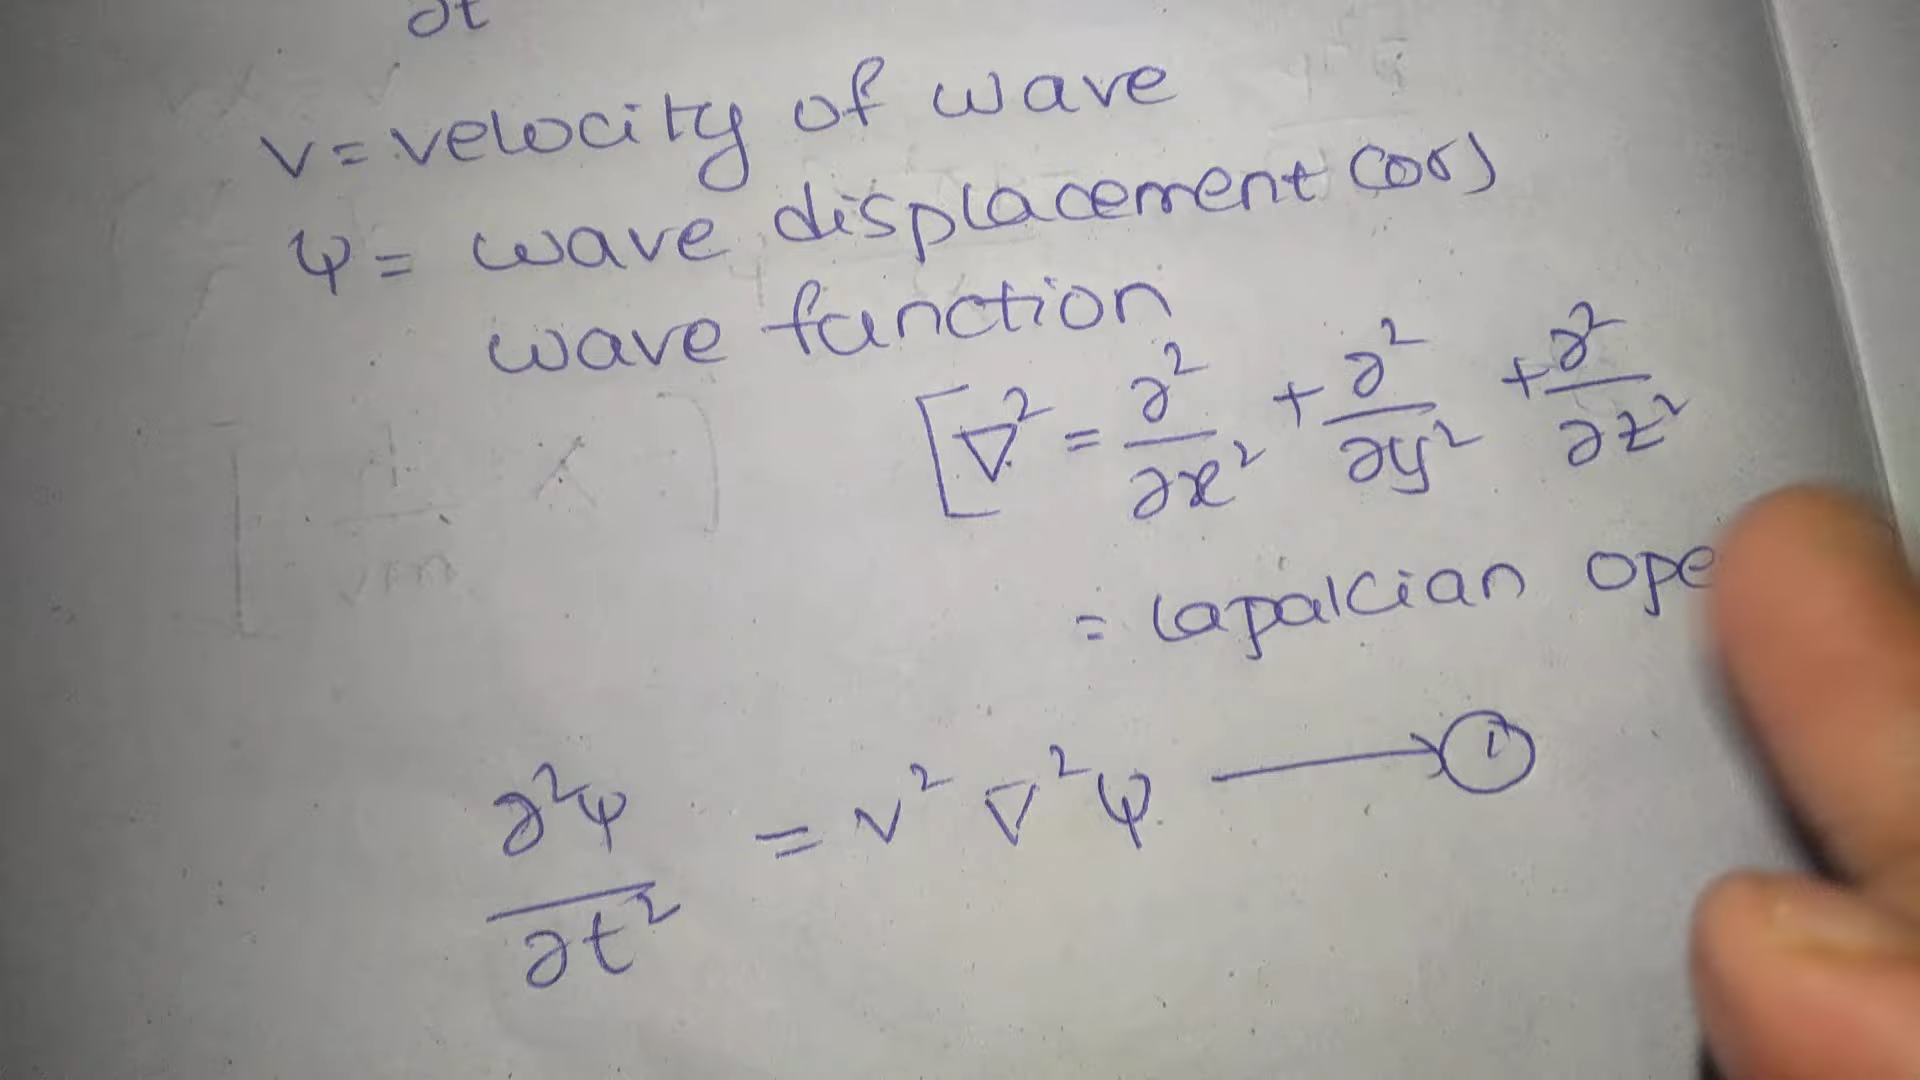 ∂t
v = velocity of wave
ψ = wave displacement (or)
wave function
[∇² = ∂²/∂x² + ∂²/∂y² + ∂²/∂z²
= lapalcian ope
∂²ψ/∂t² = v² ∇²ψ → 1